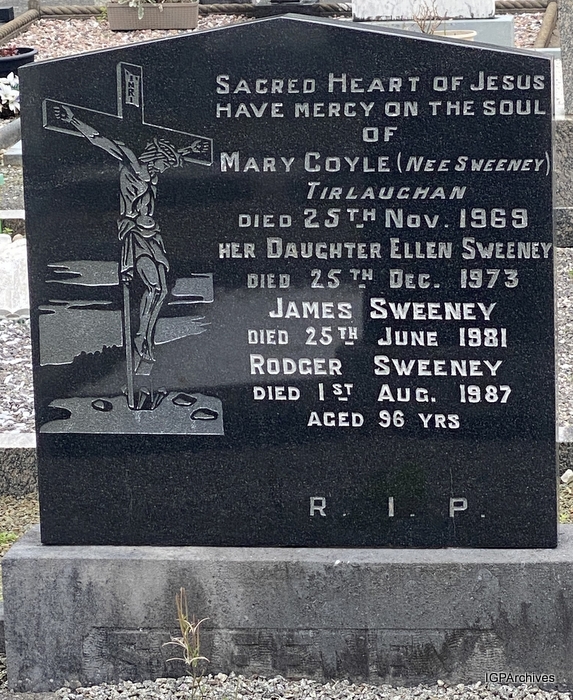 INRI
SACRED HEART OF JESUS
HAVE MERCY ON THE SOUL
OF
MARY COYLE (NEE SWEENEY)
TIRLAUGHAN
DIED 25TH NOV. 1969
HER DAUGHTER ELLEN SWEENEY
DIED 25TH DEC. 1973
JAMES SWEENEY
DIED 25TH JUNE 1981
RODGER SWEENEY
DIED 1ST AUG. 1987
AGED 96 YRS
R. I. P.
IGPArchives